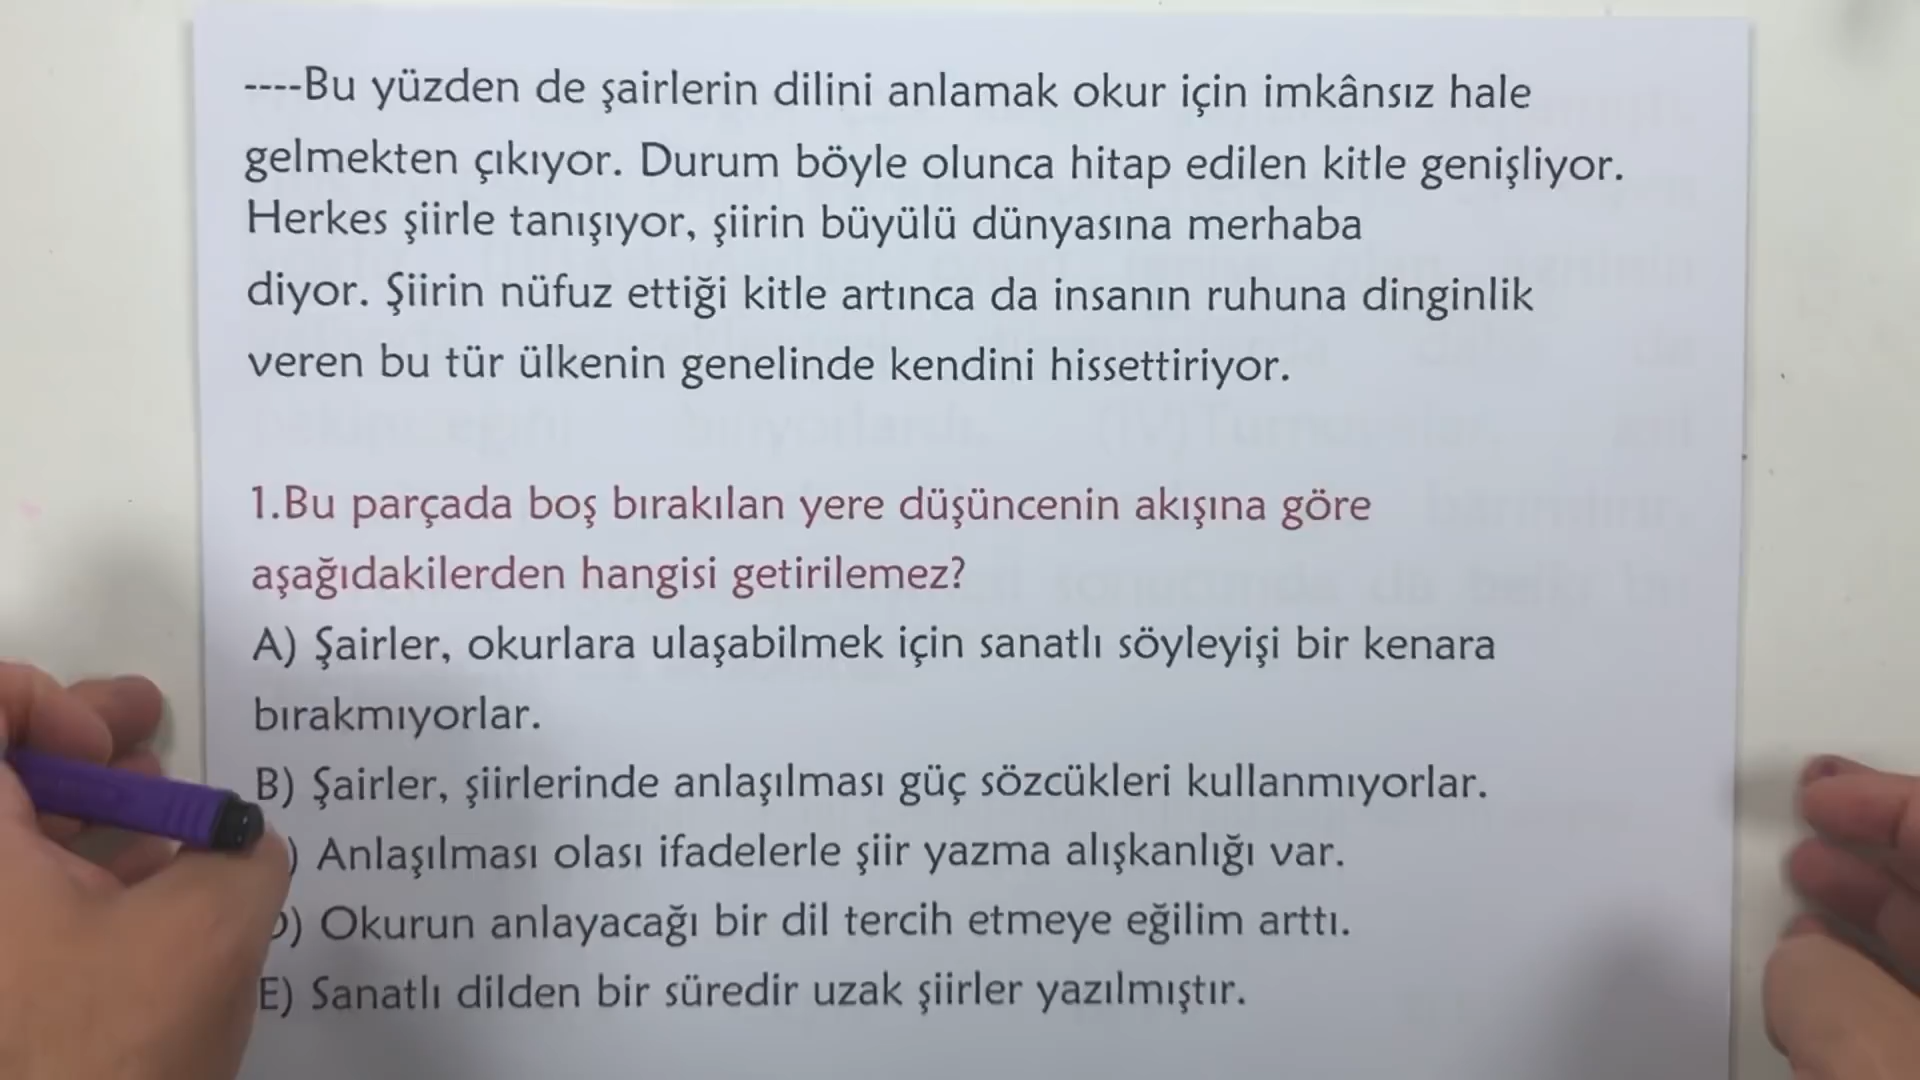 ----Bu yüzden de şairlerin dilini anlamak okur için imkânsız hale
gelmekten çıkıyor. Durum böyle olunca hitap edilen kitle genişliyor.
Herkes şiirle tanışıyor, şiirin büyülü dünyasına merhaba
diyor. Şiirin nüfuz ettiği kitle artınca da insanın ruhuna dinginlik
veren bu tür ülkenin genelinde kendini hissettiriyor.
1.Bu parçada boş bırakılan yere düşüncenin akışına göre
aşağıdakilerden hangisi getirilemez?
A) Şairler, okurlara ulaşabilmek için sanatlı söyleyişi bir kenara
bırakmıyorlar.
B) Şairler, şiirlerinde anlaşılması güç sözcükleri kullanmıyorlar.
) Anlaşılması olası ifadelerle şiir yazma alışkanlığı var.
D) Okurun anlayacağı bir dil tercih etmeye eğilim arttı.
E) Sanatlı dilden bir süredir uzak şiirler yazılmıştır.